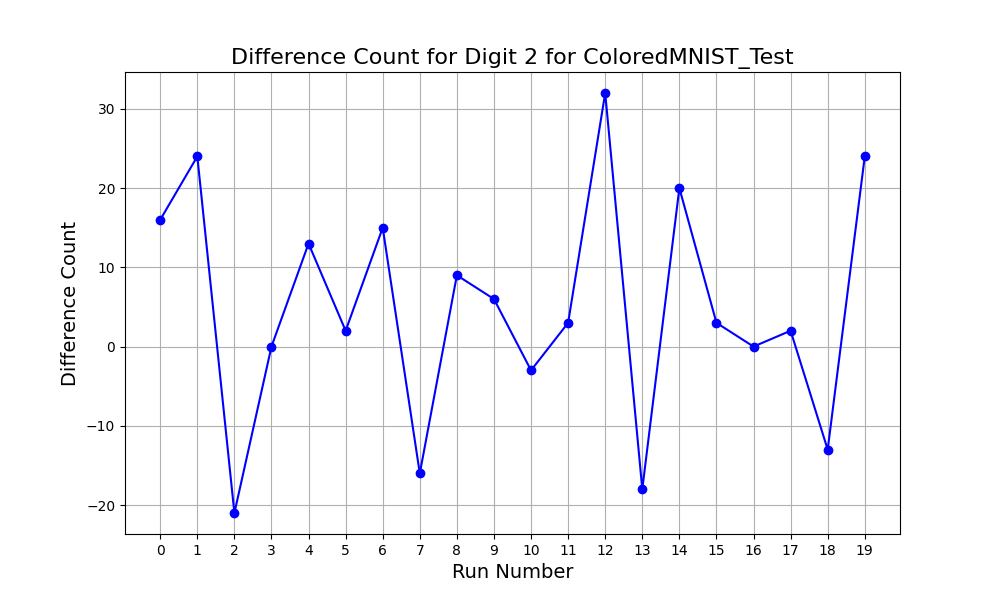 Difference Count for Digit 2 for ColoredMNIST_Test
Difference Count
30
20
10
0
−10
−20
0 1 2 3 4 5 6 7 8 9 10 11 12 13 14 15 16 17 18 19
Run Number